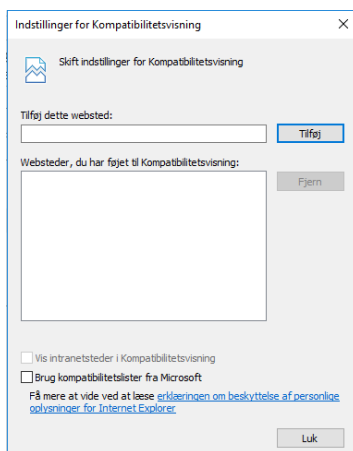 Indstillinger for Kompatibilitetsvisning
Skift indstillinger for Kompatibilitetsvisning
Tilføj dette websted:
Tilføj
Websteder, du har føjet til Kompatibilitetsvisning:
Fjern
Vis intranetsteder i Kompatibilitetsvisning
Brug kompatibilitetslister fra Microsoft
Få mere at vide ved at læse erklæringen om beskyttelse af personlige
oplysninger for Internet Explorer
Luk